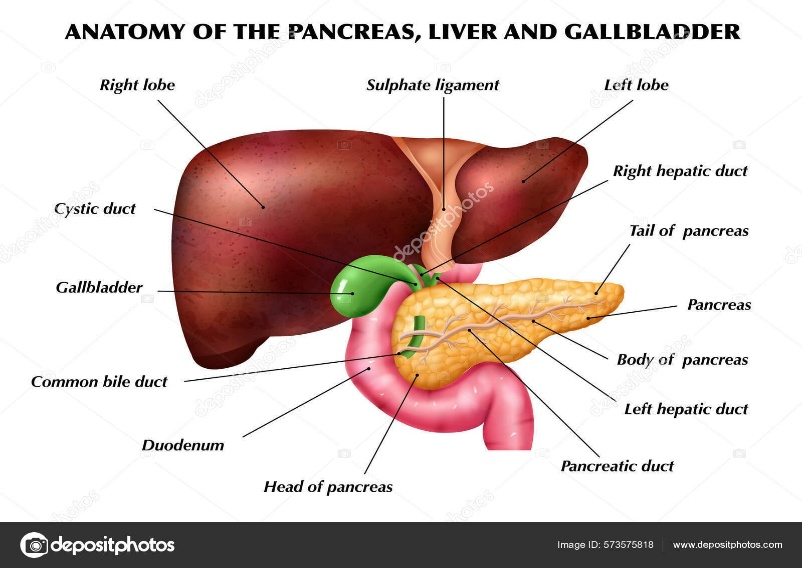 ANATOMY OF THE PANCREAS, LIVER AND GALLBLADDER
Right lobe
Sulphate ligament
Left lobe
Right hepatic duct
Cystic duct
Tail of pancreas
Gallbladder
Pancreas
Body of pancreas
Common bile duct
Left hepatic duct
Duodenum
Pancreatic duct
Head of pancreas
depositphotos
depositphotos
depositphotos
Image ID: 573575818 www.depositphotos.com